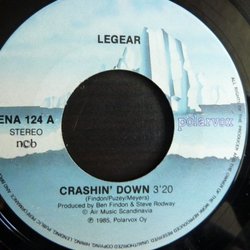 LEGEAR
ENA 124 A
STEREO
ncb
polarvox
CRASHIN' DOWN 3'20
(Findon/Puzey/Meyers)
Produced by Ben Findon & Steve Rodway
© Air Music Scandinavia
℗ 1985, Polarvox Oy